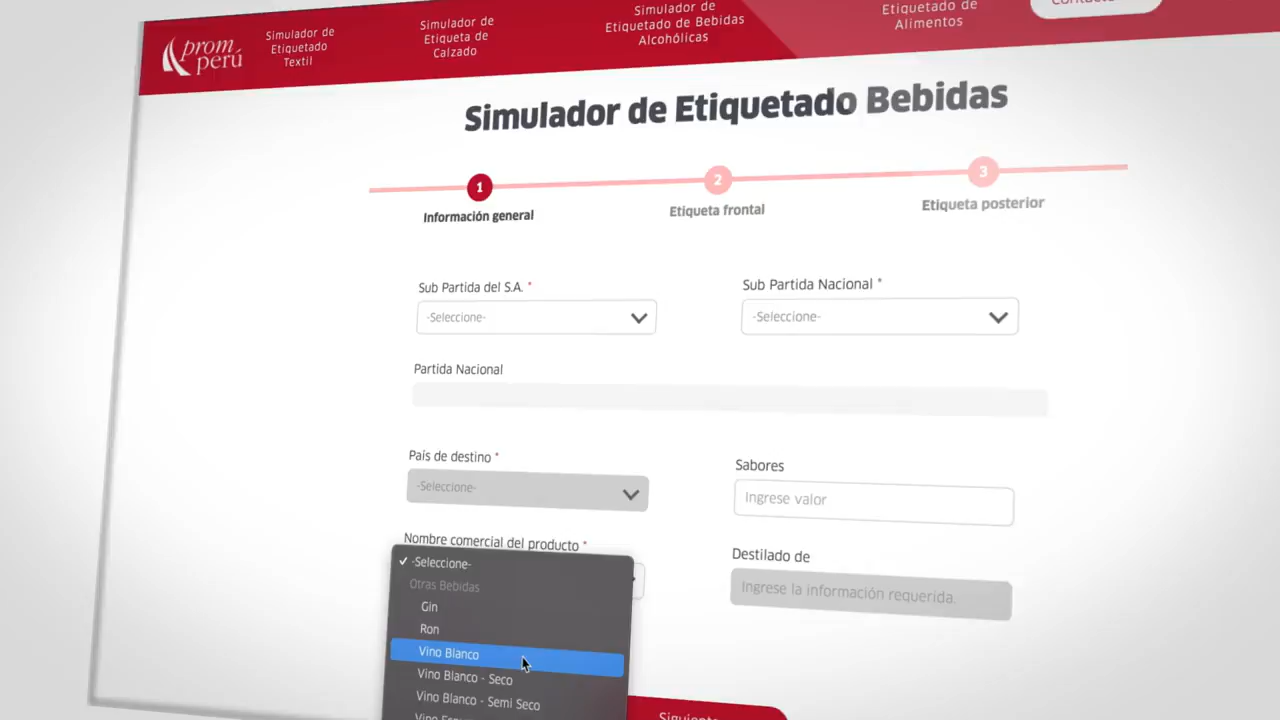 prom
perú
Simulador de
Etiquetado
Textil
Simulador de
Etiqueta de
Calzado
Simulador de
Etiquetado de Bebidas
Alcohólicas
Etiquetado de
Alimentos
Simulador de Etiquetado Bebidas
1
2
3
Información general
Etiqueta frontal
Etiqueta posterior
Sub Partida del S.A. *
Sub Partida Nacional *
-Seleccione-
-Seleccione-
Partida Nacional
País de destino *
Sabores
-Seleccione-
Ingrese valor
Nombre comercial del producto *
Destilado de
✓ -Seleccione-
Ingrese la información requerida.
Otras Bebidas
Gin
Ron
Vino Blanco
Vino Blanco - Seco
Vino Blanco - Semi Seco